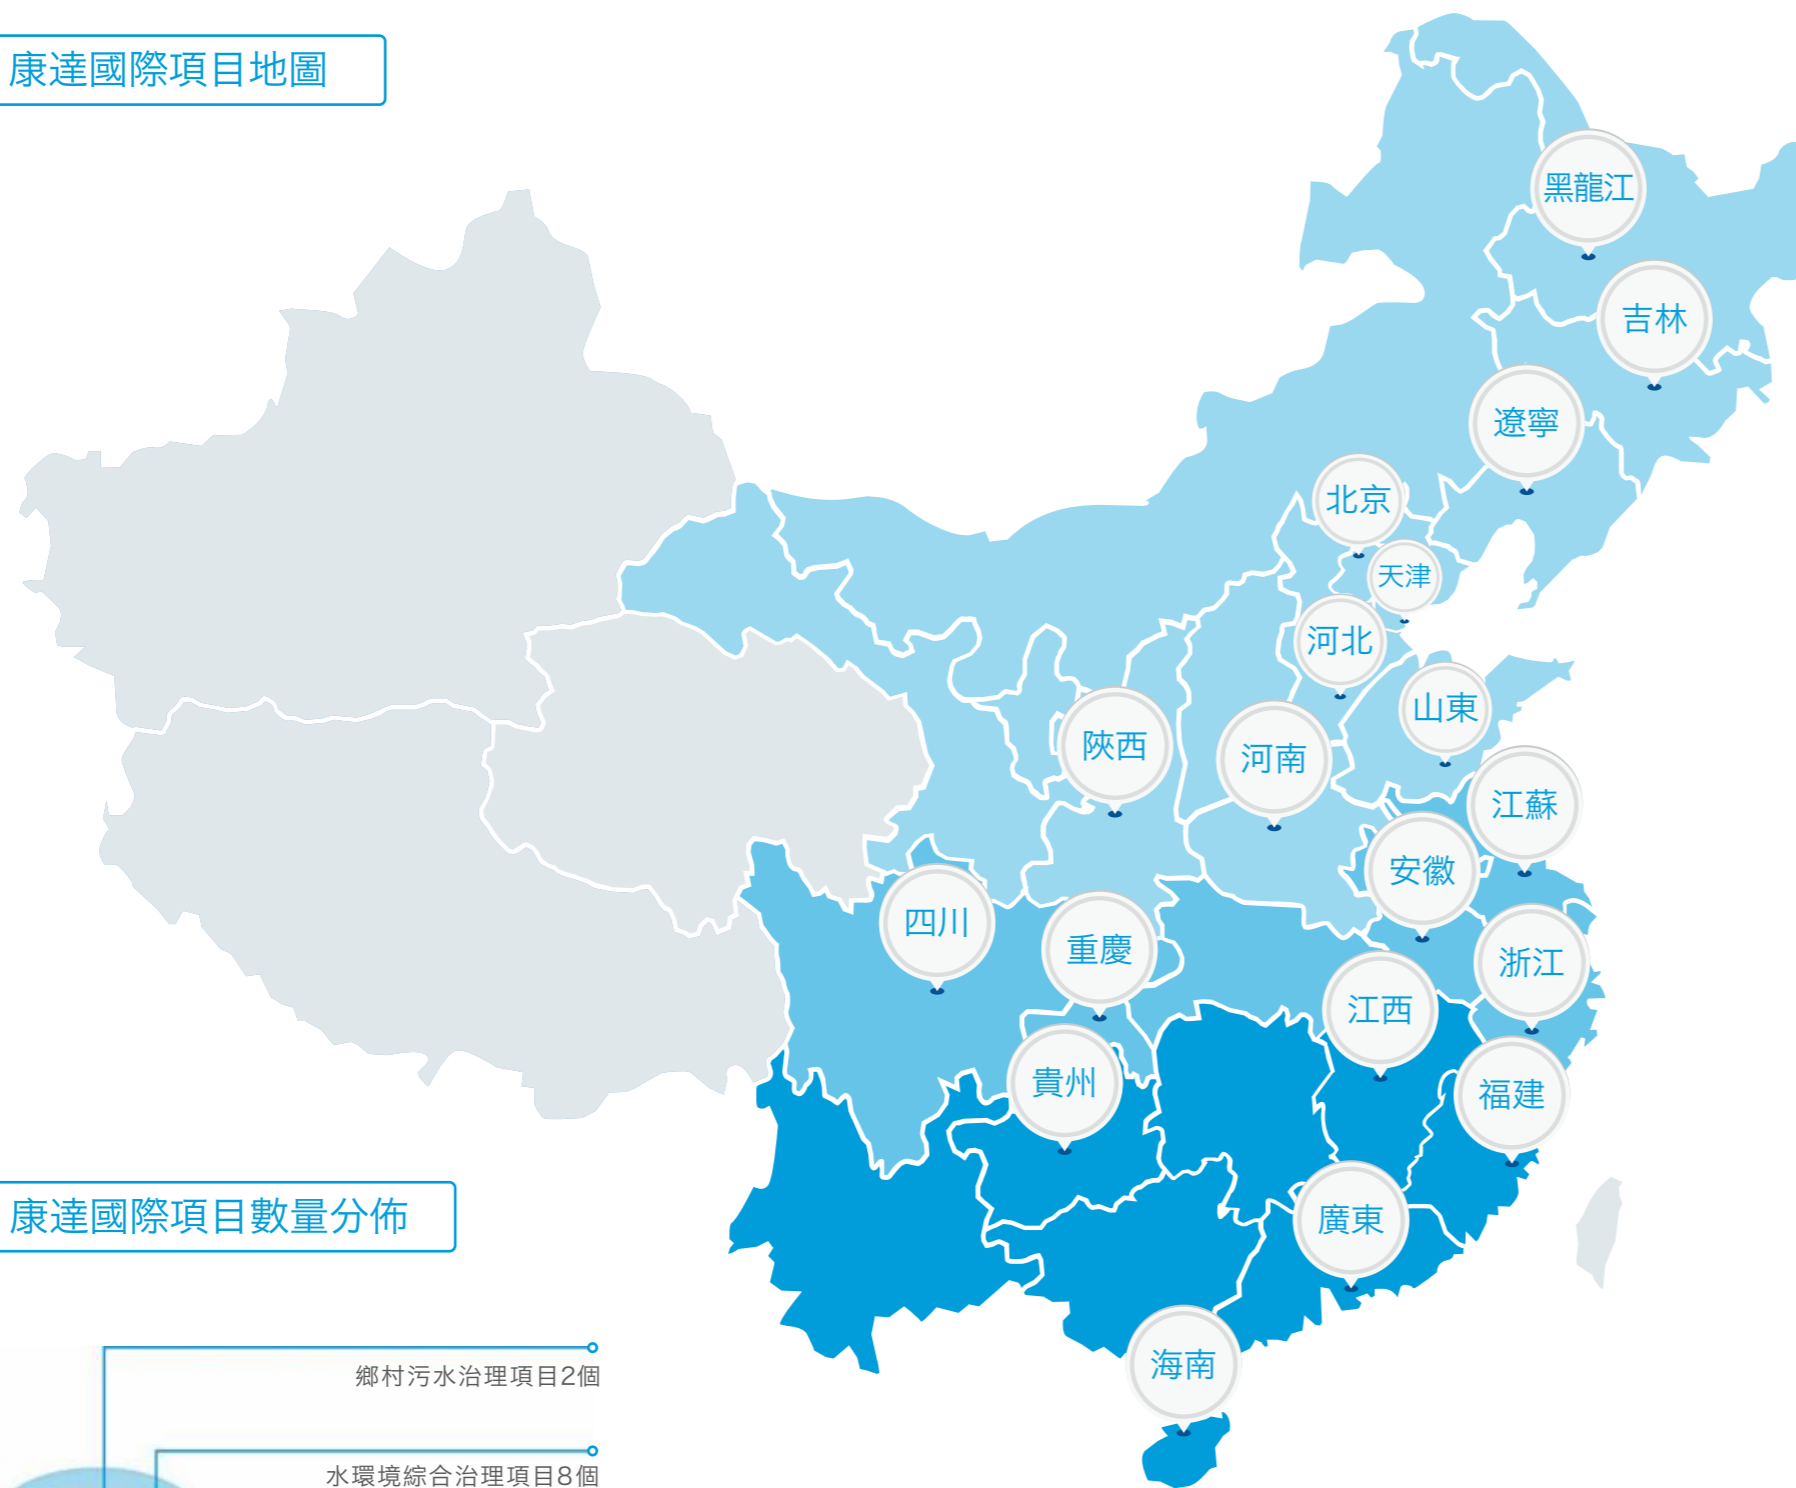 康達國際項目地圖
黑龍江
吉林
遼寧
北京
天津
河北
山東
陝西
河南
江蘇
安徽
四川
重慶
浙江
江西
貴州
福建
廣東
海南
康達國際項目數量分佈
鄉村污水治理項目2個
水環境綜合治理項目8個